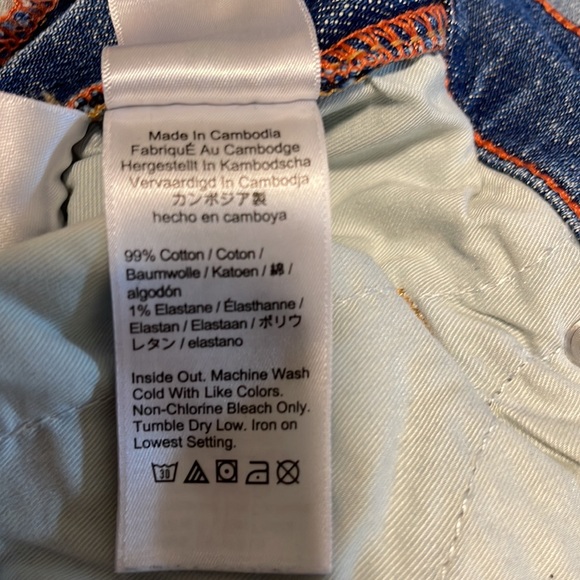 Made In Cambodia
FabriquÉ Au Cambodge
Hergestellt In Kambodscha
Vervaardigd In Cambodja
カンボジア製
hecho en camboya
99% Cotton / Coton /
Baumwolle / Katoen / 綿 /
algodón
1% Elastane / Élasthanne /
Elastan / Elastaan / ポリウ
レタン / elastano
Inside Out. Machine Wash
Cold With Like Colors.
Non-Chlorine Bleach Only.
Tumble Dry Low. Iron on
Lowest Setting.
30